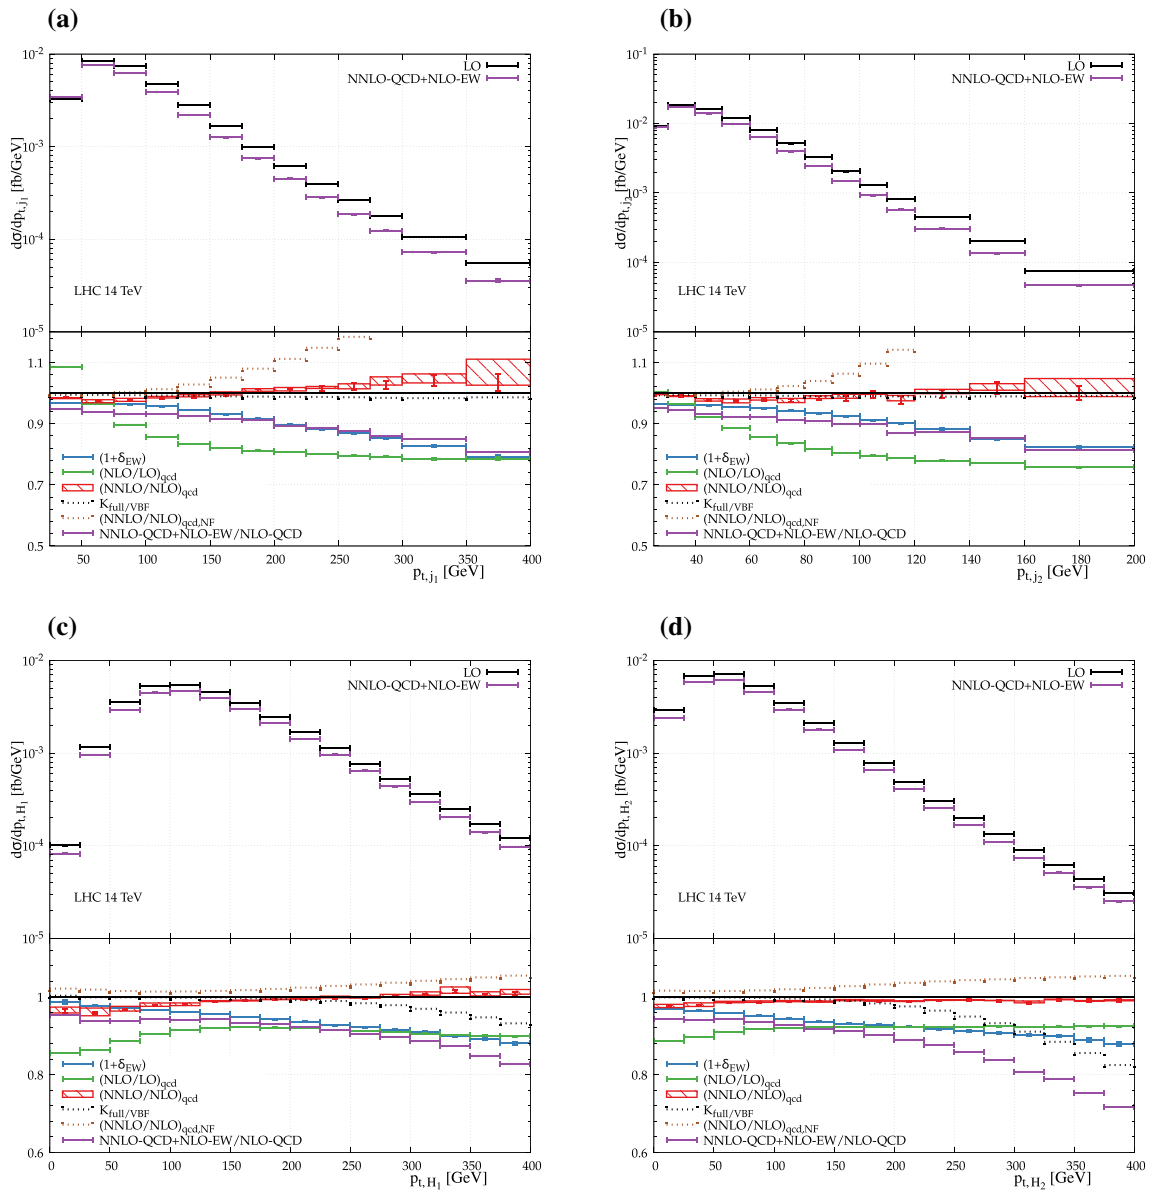 (a)
10⁻²
10⁻³
10⁻⁴
10⁻⁵
dσ/dp_{t,j₁} [fb/GeV]
LO
NNLO-QCD+NLO-EW
LHC 14 TeV
1.1
0.9
0.7
0.5
(1+δ_EW)
(NLO/LO)_qcd
(NNLO/NLO)_qcd
K_full/VBF
(NNLO/NLO)_qcd,NF
NNLO-QCD+NLO-EW/NLO-QCD
50 100 150 200 250 300 350 400
p_{t,j₁} [GeV]
(b)
10⁻¹
10⁻²
10⁻³
10⁻⁴
10⁻⁵
dσ/dp_{t,j₂} [fb/GeV]
LO
NNLO-QCD+NLO-EW
LHC 14 TeV
1.1
0.9
0.7
0.5
(1+δ_EW)
(NLO/LO)_qcd
(NNLO/NLO)_qcd
K_full/VBF
(NNLO/NLO)_qcd,NF
NNLO-QCD+NLO-EW/NLO-QCD
40 60 80 100 120 140 160 180 200
p_{t,j₂} [GeV]
(c)
10⁻²
10⁻³
10⁻⁴
10⁻⁵
dσ/dp_{t,H₁} [fb/GeV]
LO
NNLO-QCD+NLO-EW
LHC 14 TeV
1
0.8
0.6
(1+δ_EW)
(NLO/LO)_qcd
(NNLO/NLO)_qcd
K_full/VBF
(NNLO/NLO)_qcd,NF
NNLO-QCD+NLO-EW/NLO-QCD
0 50 100 150 200 250 300 350 400
p_{t,H₁} [GeV]
(d)
10⁻²
10⁻³
10⁻⁴
10⁻⁵
dσ/dp_{t,H₂} [fb/GeV]
LO
NNLO-QCD+NLO-EW
LHC 14 TeV
1
0.8
0.6
(1+δ_EW)
(NLO/LO)_qcd
(NNLO/NLO)_qcd
K_full/VBF
(NNLO/NLO)_qcd,NF
NNLO-QCD+NLO-EW/NLO-QCD
0 50 100 150 200 250 300 350 400
p_{t,H₂} [GeV]